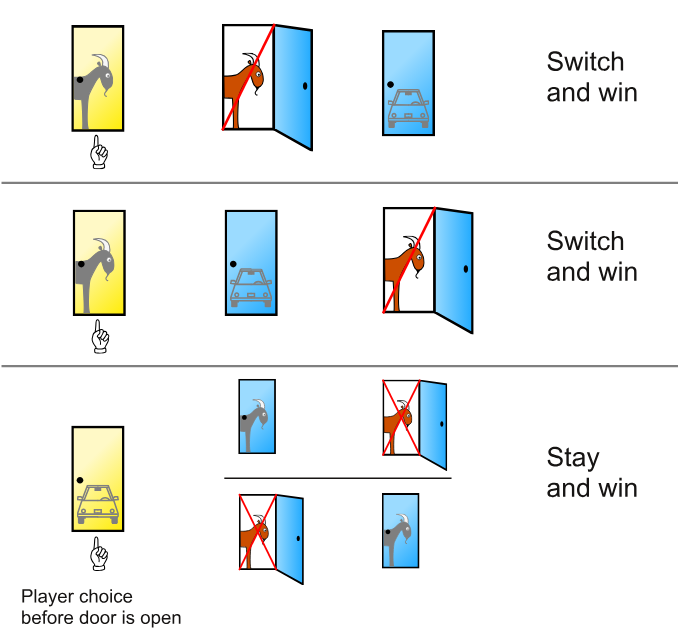 Switch
and win
Switch
and win
Stay
and win
Player choice
before door is open